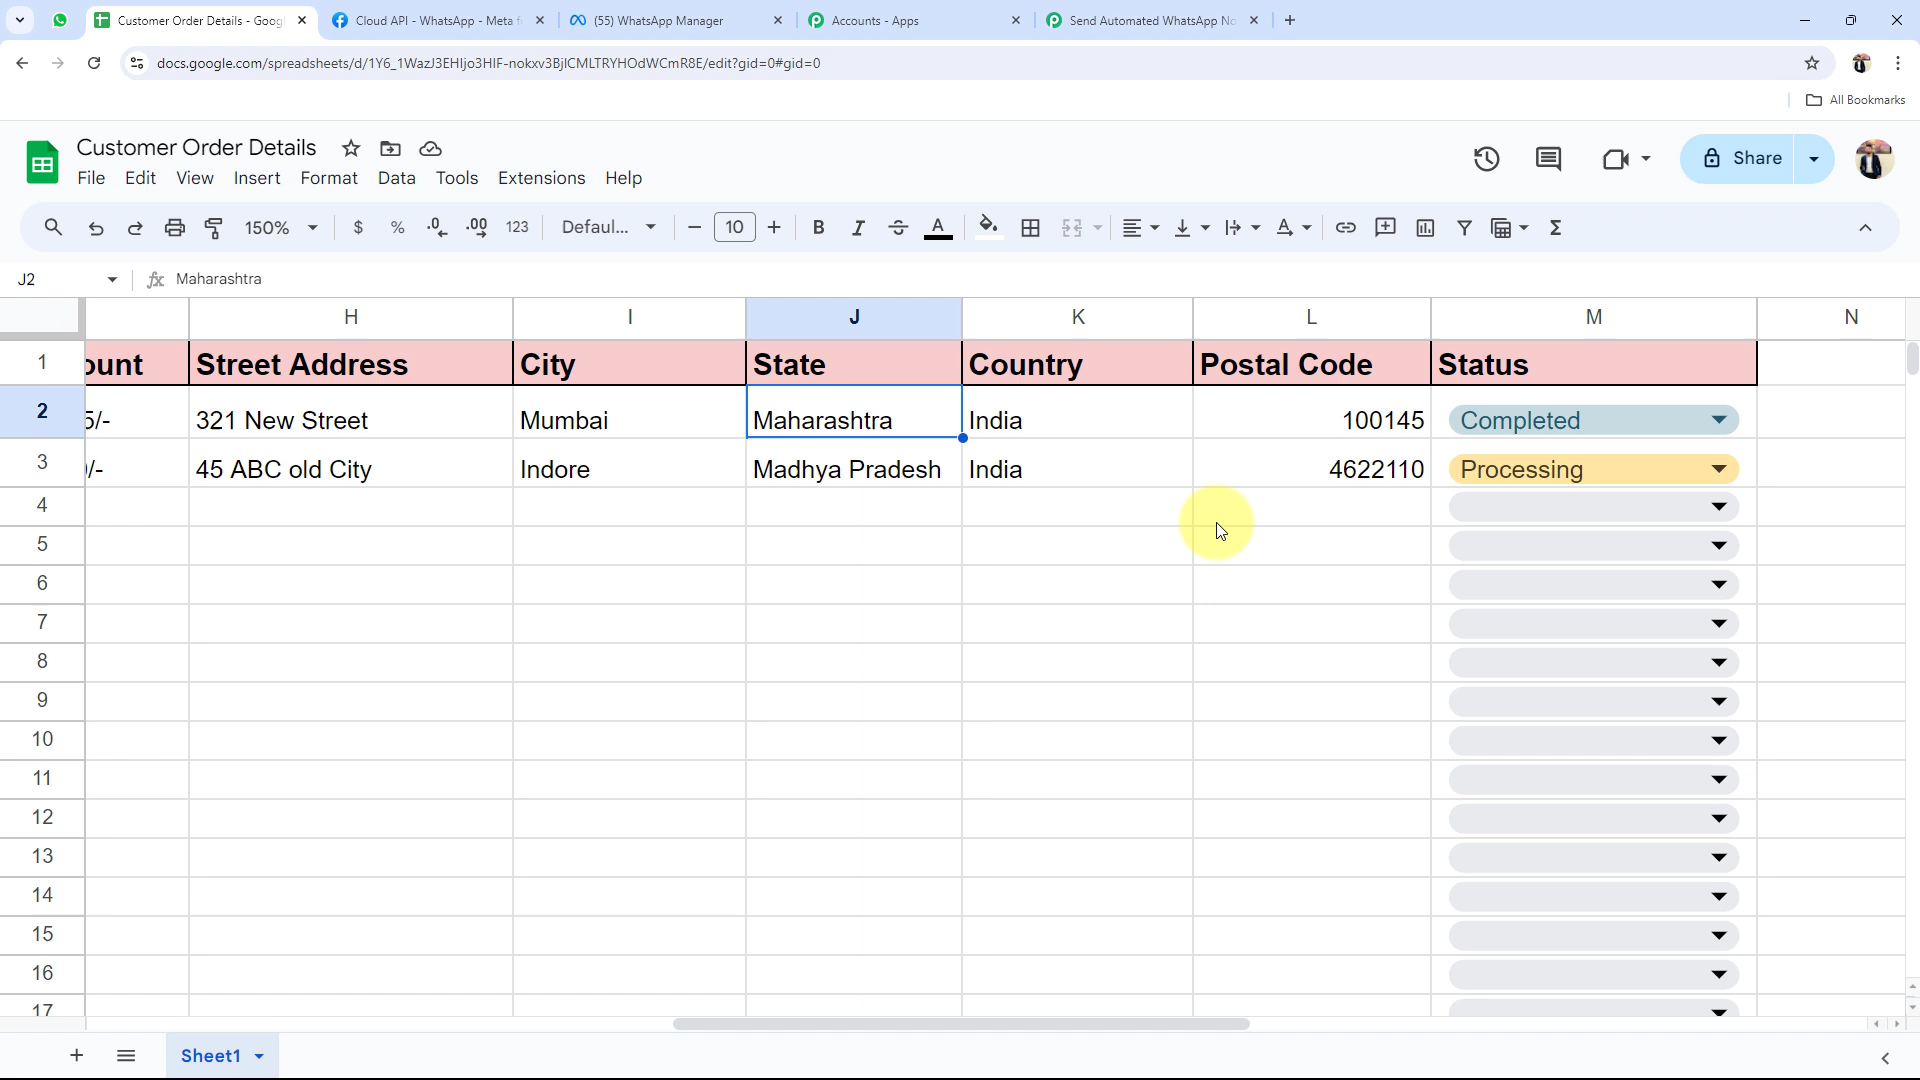 Customer Order Details - Goog
Cloud API - WhatsApp - Meta f
(55) WhatsApp Manager
Accounts - Apps
Send Automated WhatsApp No
docs.google.com/spreadsheets/d/1Y6_1WazJ3EHIjo3HIF-nokxv3BjICMLTRYHOdWCmR8E/edit?gid=0#gid=0
All Bookmarks
Customer Order Details
Share
File Edit View Insert Format Data Tools Extensions Help
150% $ % .0 .00 123 Defaul... 10 B I A
J2 fx Maharashtra
H I J K L M N
1 ount Street Address City State Country Postal Code Status
2 5/- 321 New Street Mumbai Maharashtra India 100145 Completed
3 /- 45 ABC old City Indore Madhya Pradesh India 4622110 Processing
4
5
6
7
8
9
10
11
12
13
14
15
16
17
Sheet1